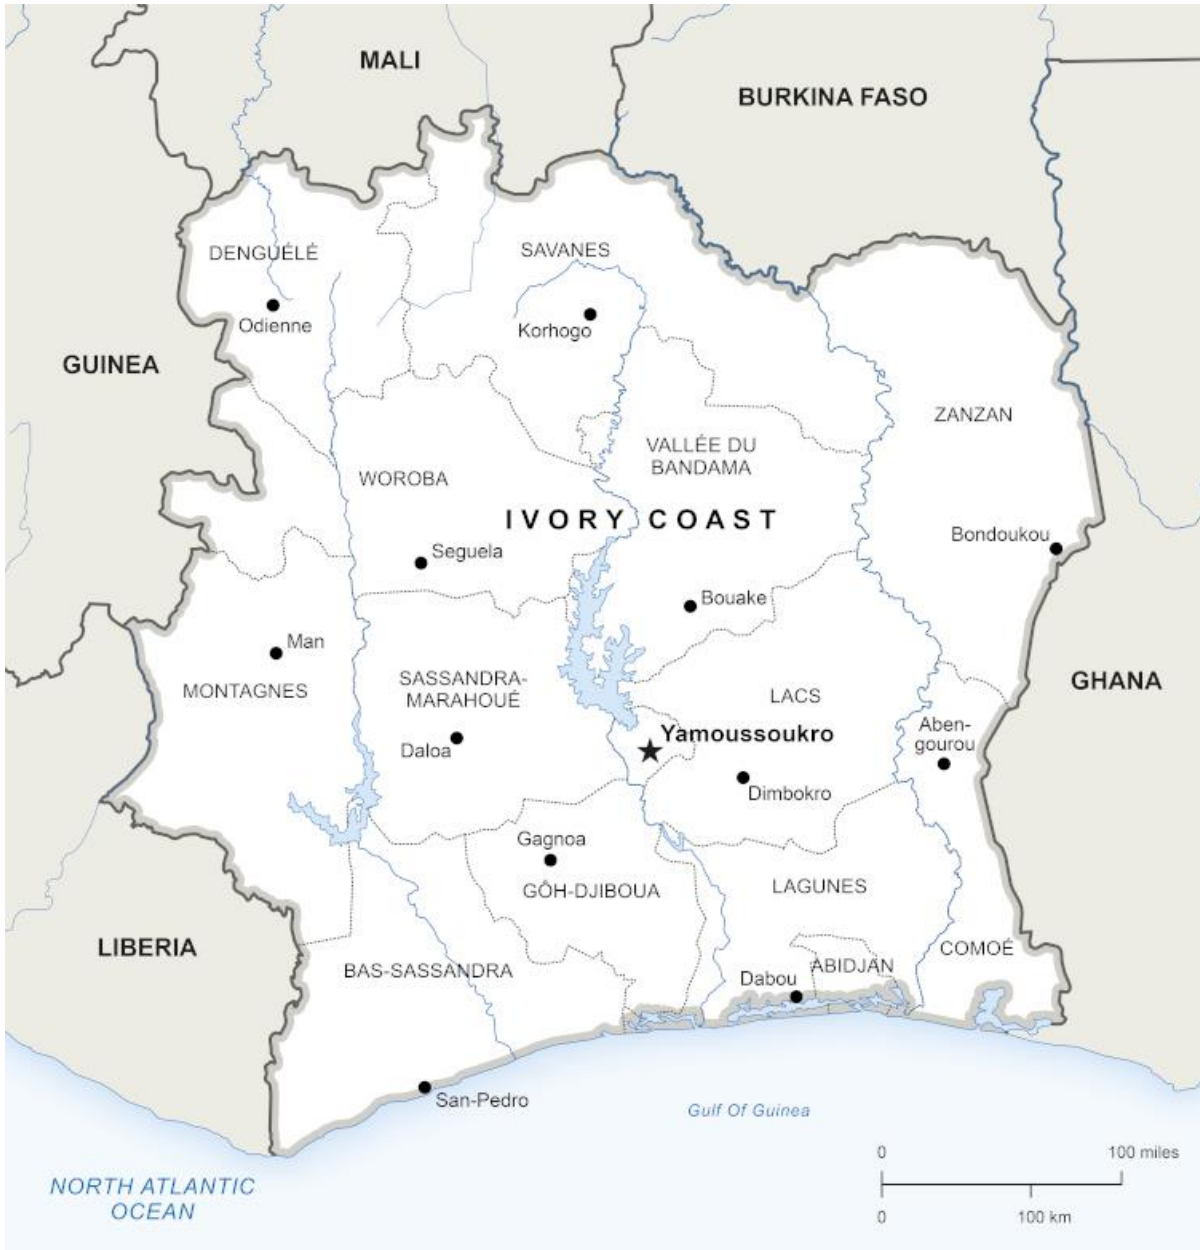 MALI
BURKINA FASO
DENGUÉLÉ
SAVANES
Odienne
Korhogo
GUINEA
ZANZAN
VALLÉE DU
BANDAMA
WOROBA
IVORY COAST
Bondoukou
Seguela
Bouake
Man
MONTAGNES
SASSANDRA-
MARAHOUÉ
LACS
GHANA
Yamoussoukro
Aben-
gourou
Daloa
Dimbokro
Gagnoa
GÔH-DJIBOUA
LAGUNES
LIBERIA
COMOÉ
BAS-SASSANDRA
ABIDJAN
Dabou
San-Pedro
Gulf Of Guinea
0
100 miles
NORTH ATLANTIC
OCEAN
0
100 km